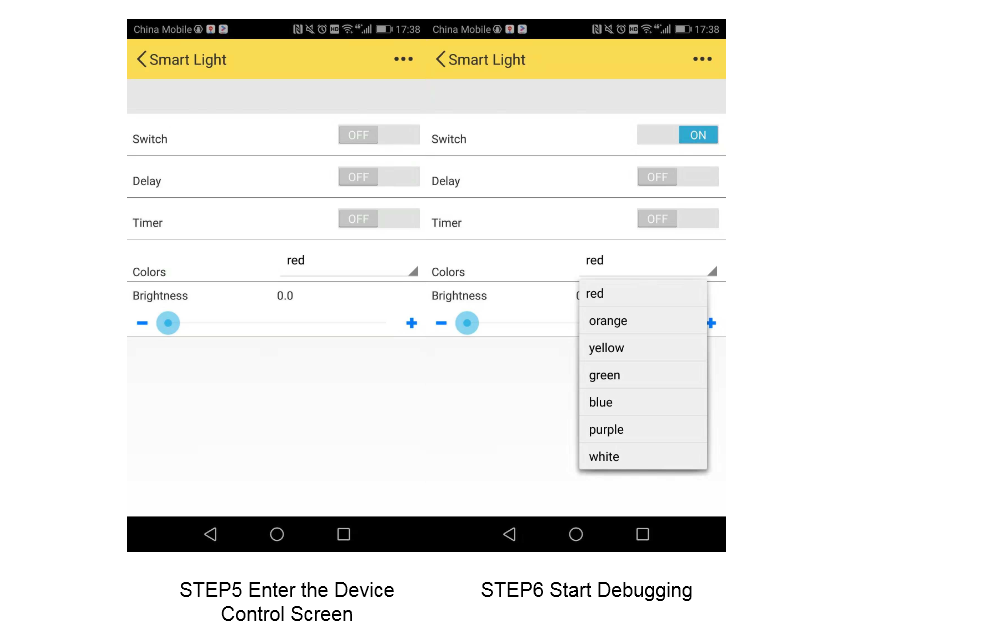 China Mobile 17:38
Smart Light
Switch OFF
Delay OFF
Timer OFF
Colors red
Brightness 0.0
China Mobile 17:38
Smart Light
Switch ON
Delay OFF
Timer OFF
Colors red
Brightness
red
orange
yellow
green
blue
purple
white
STEP5 Enter the Device
Control Screen
STEP6 Start Debugging